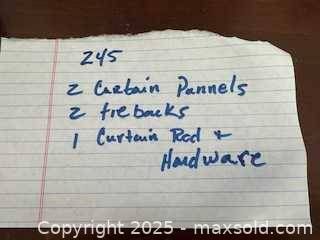 245
2 Curtain Pannels
2 tiebacks
1 Curtain Rod +
Hardware
© Copyright 2025 - maxsold.com